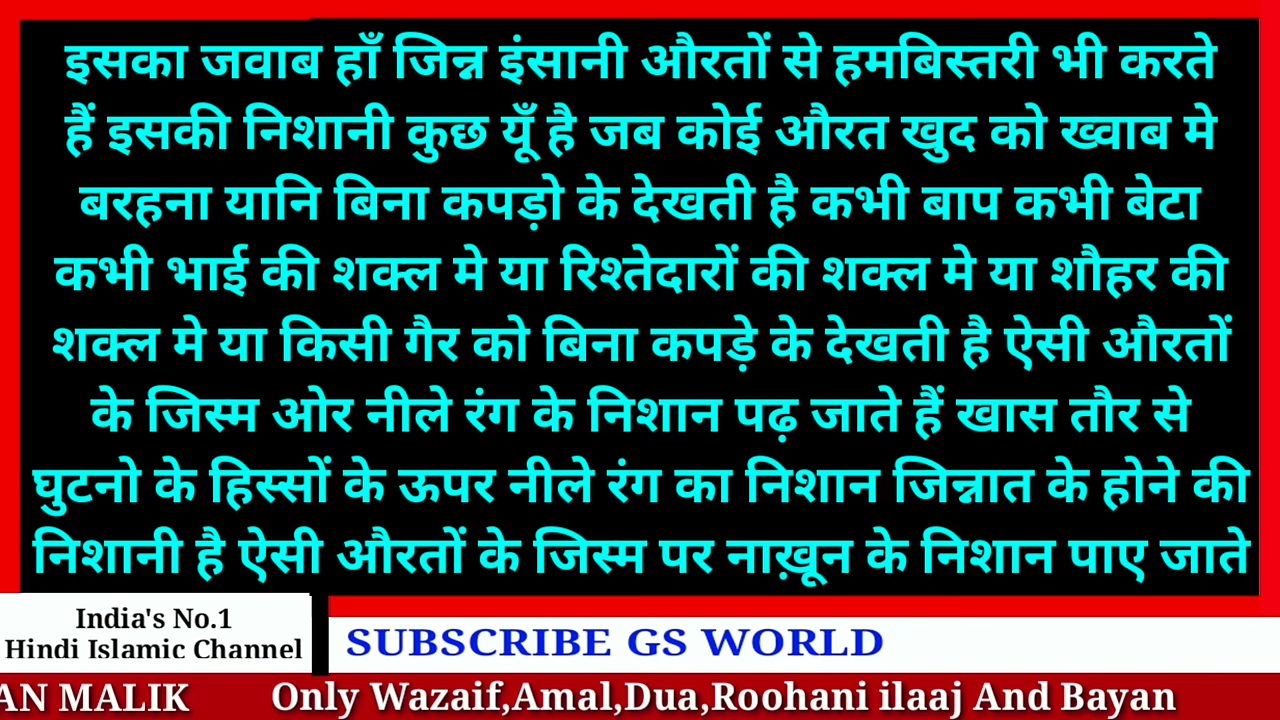 इसका जवाब हाँ जिन्न इंसानी औरतों से हमबिस्तरी भी करते
हैं इसकी निशानी कुछ यूँ है जब कोई औरत खुद को ख्वाब मे
बरहना यानि बिना कपड़ो के देखती है कभी बाप कभी बेटा
कभी भाई की शक्ल मे या रिश्तेदारों की शक्ल मे या शौहर की
शक्ल मे या किसी गैर को बिना कपड़े के देखती है ऐसी औरतों
के जिस्म ओर नीले रंग के निशान पढ़ जाते हैं खास तौर से
घुटनो के हिस्सों के ऊपर नीले रंग का निशान जिन्नात के होने की
निशानी है ऐसी औरतों के जिस्म पर नाख़ून के निशान पाए जाते
India's No.1
Hindi Islamic Channel
SUBSCRIBE GS WORLD
AN MALIK Only Wazaif,Amal,Dua,Roohani ilaaj And Bayan